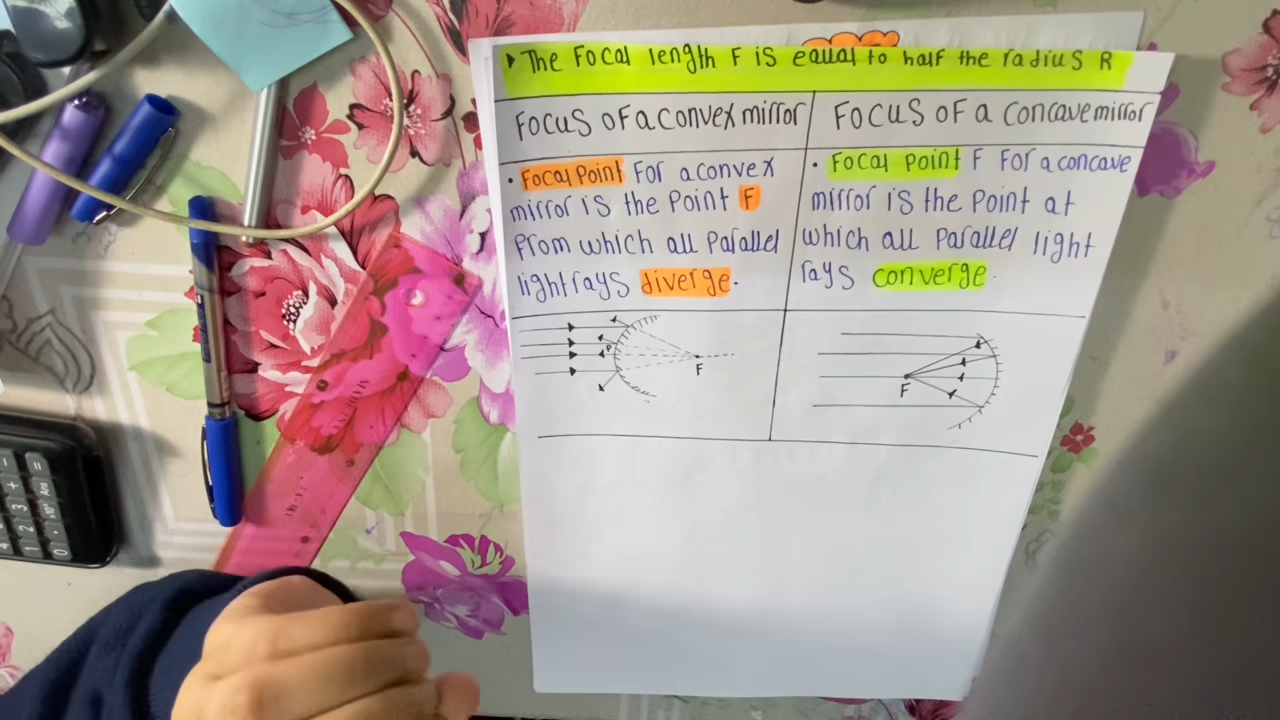 ▸ The Focal length F is equal to half the radius R
Focus of a convex mirror
Focus of a concave mirror
• Focal Point For a convex
mirror is the Point F
From which all Parallel
light rays diverge.
• Focal Point F For a concave
mirror is the Point at
which all Parallel light
rays converge.
P
F
F